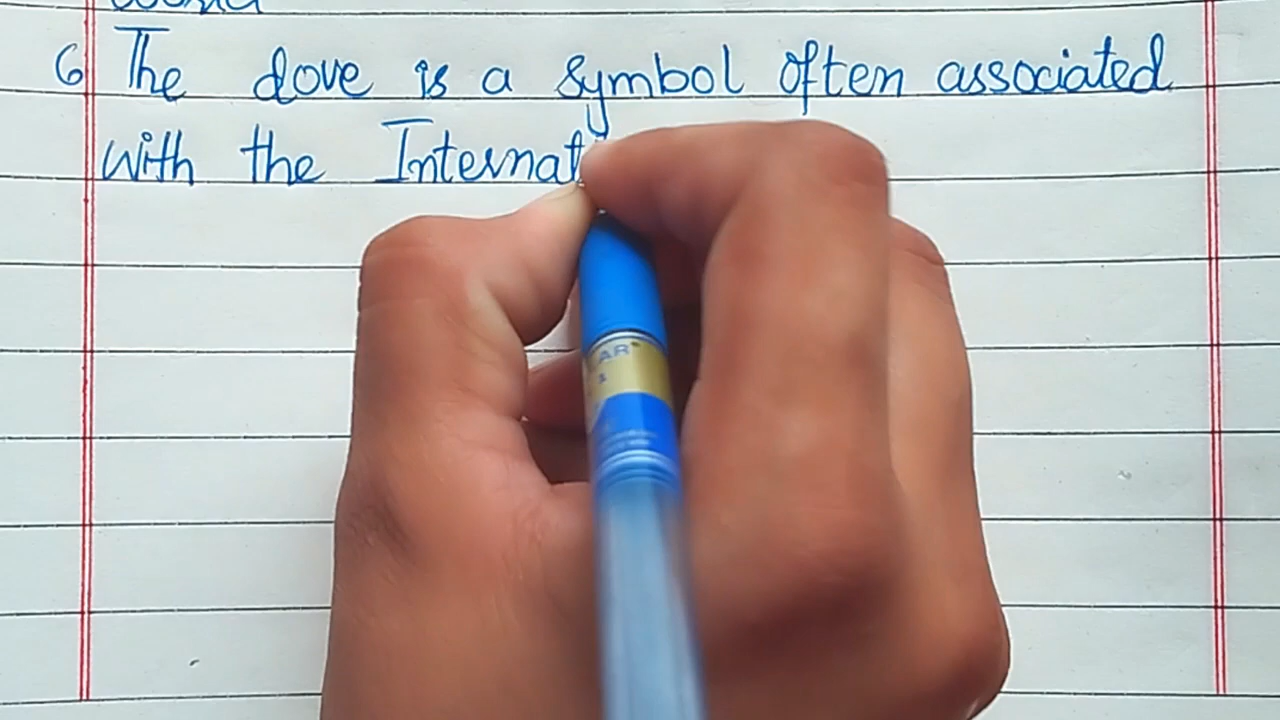 6 The dove is a symbol often associated
with the Internat